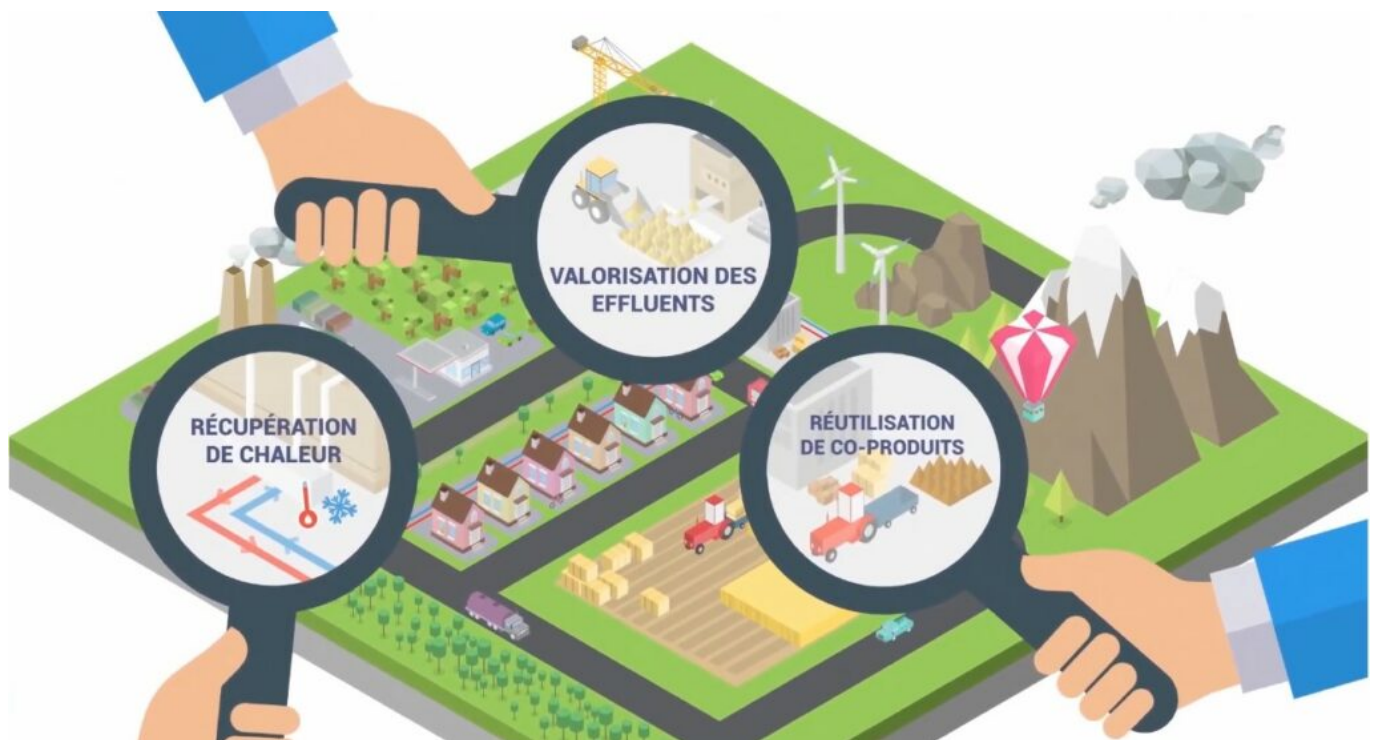 VALORISATION DES
EFFLUENTS
RÉCUPÉRATION
DE CHALEUR
RÉUTILISATION
DE CO-PRODUITS